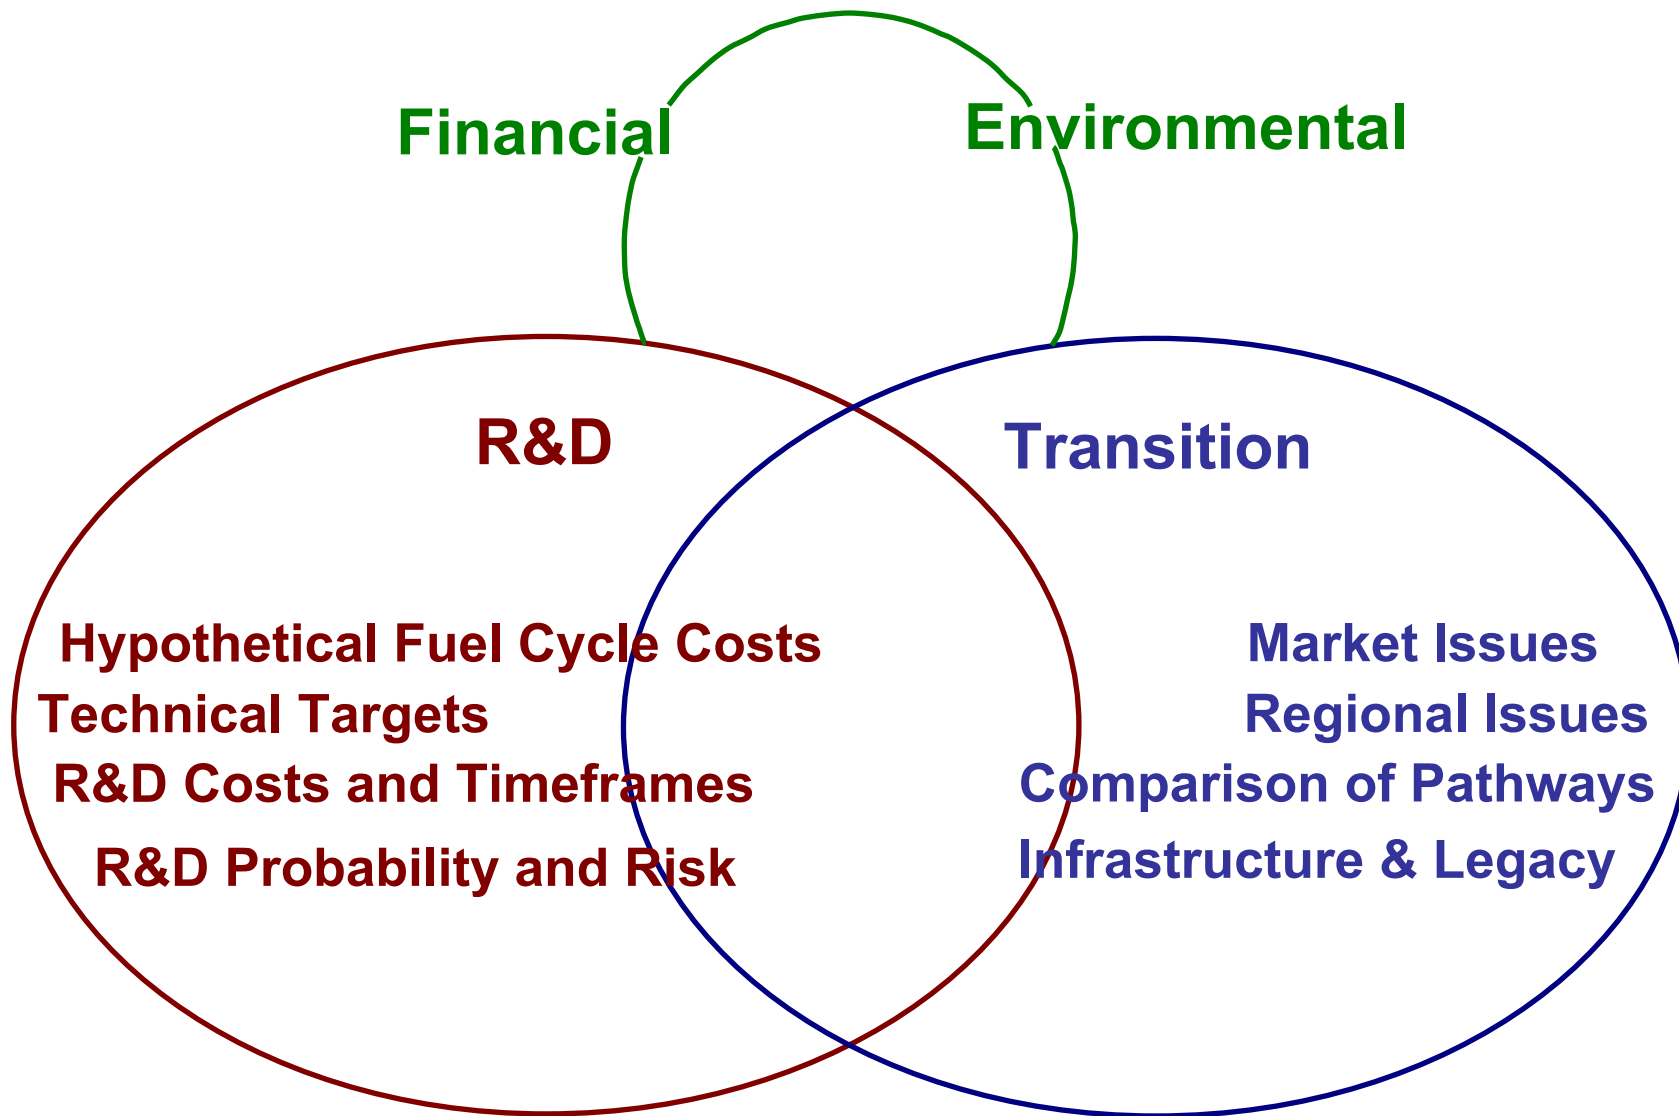 Financial
Environmental
R&D
Transition
Hypothetical Fuel Cycle Costs
Technical Targets
R&D Costs and Timeframes
R&D Probability and Risk
Market Issues
Regional Issues
Comparison of Pathways
Infrastructure & Legacy